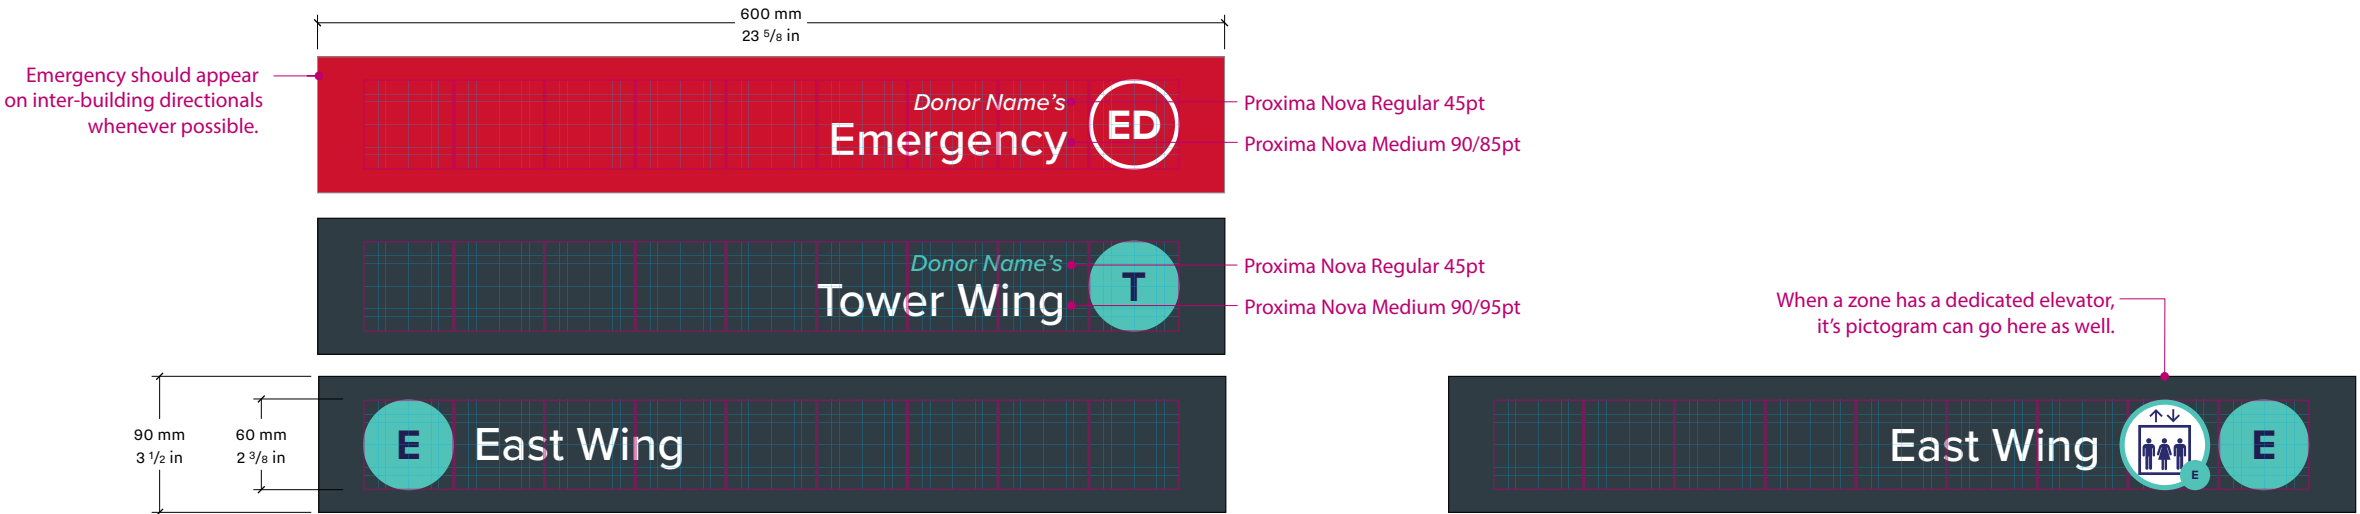 600 mm
23 5/8 in
Emergency should appear
on inter-building directionals
whenever possible.
Donor Name’s
Emergency
ED
Proxima Nova Regular 45pt
Proxima Nova Medium 90/85pt
Donor Name’s
Tower Wing
T
Proxima Nova Regular 45pt
Proxima Nova Medium 90/95pt
When a zone has a dedicated elevator,
it’s pictogram can go here as well.
90 mm
3 1/2 in
60 mm
2 3/8 in
E
East Wing
East Wing
E
E